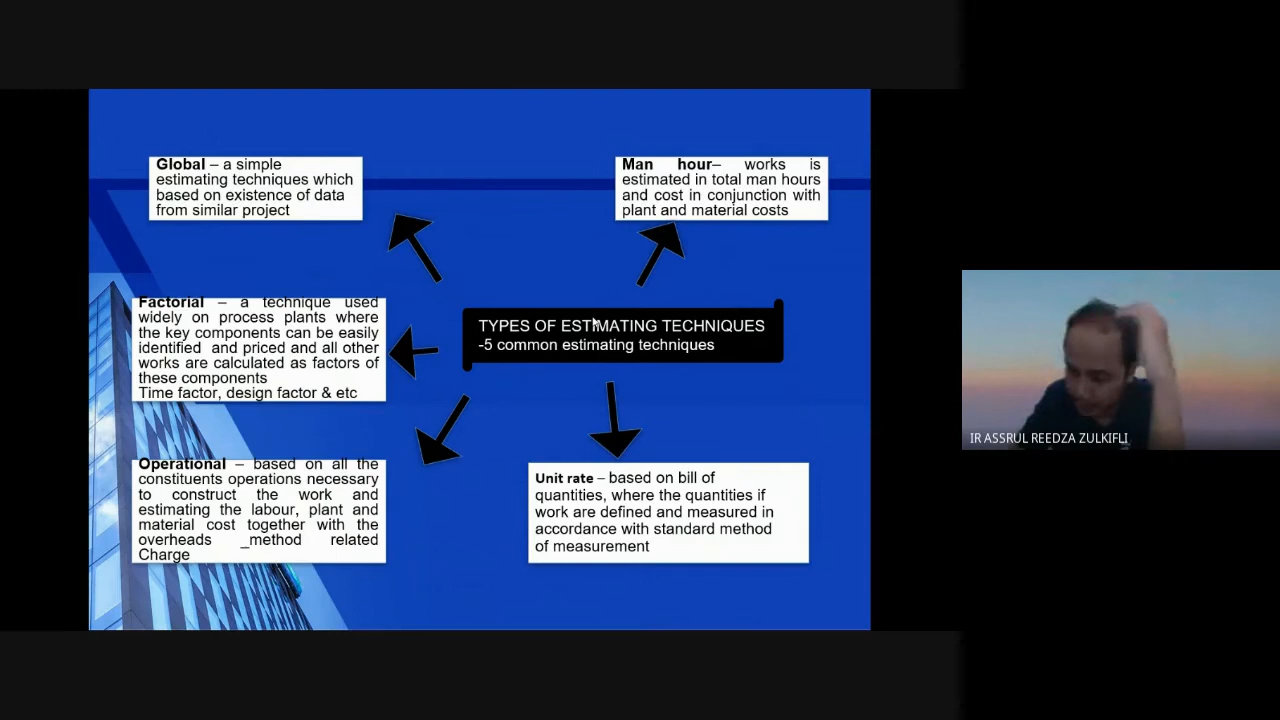 Global – a simple
estimating techniques which
based on existence of data
from similar project
Man hour– works is
estimated in total man hours
and cost in conjunction with
plant and material costs
Factorial – a technique used
widely on process plants where
the key components can be easily
identified and priced and all other
works are calculated as factors of
these components
Time factor, design factor & etc
TYPES OF ESTIMATING TECHNIQUES
-5 common estimating techniques
Operational – based on all the
constituents operations necessary
to construct the work and
estimating the labour, plant and
material cost together with the
overheads _method related
Charge
Unit rate – based on bill of
quantities, where the quantities if
work are defined and measured in
accordance with standard method
of measurement
IR ASSRUL REEDZA ZULKIFLI